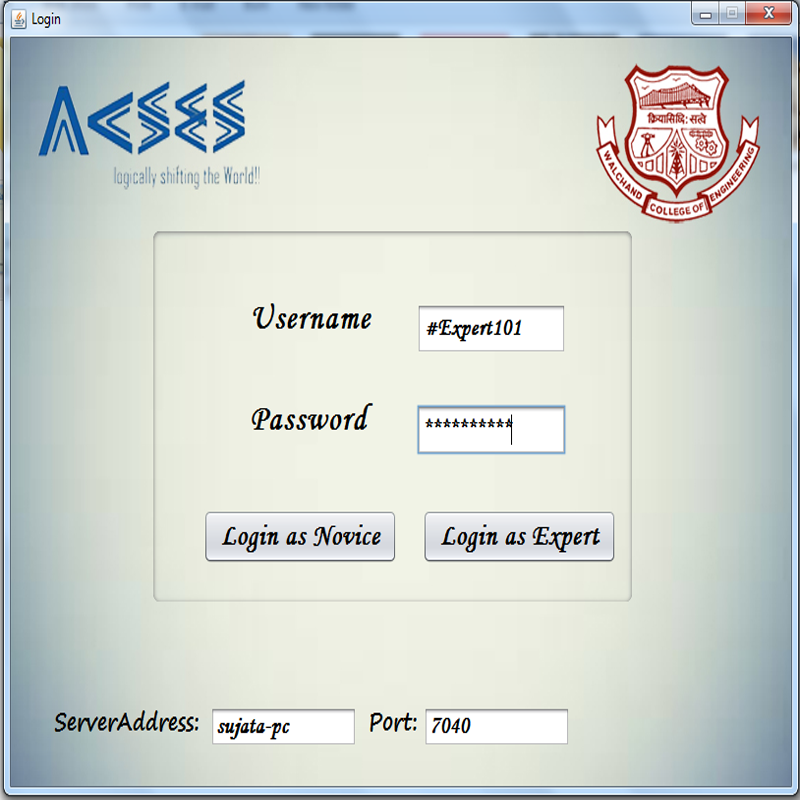 Login
ACSES
logically shifting the World!!
क्रियासिद्धि: सत्वे
WALCHAND COLLEGE OF ENGINEERING
Username
#Expert101
Password
**********
Login as Novice
Login as Expert
ServerAddress:
sujata-pc
Port:
7040